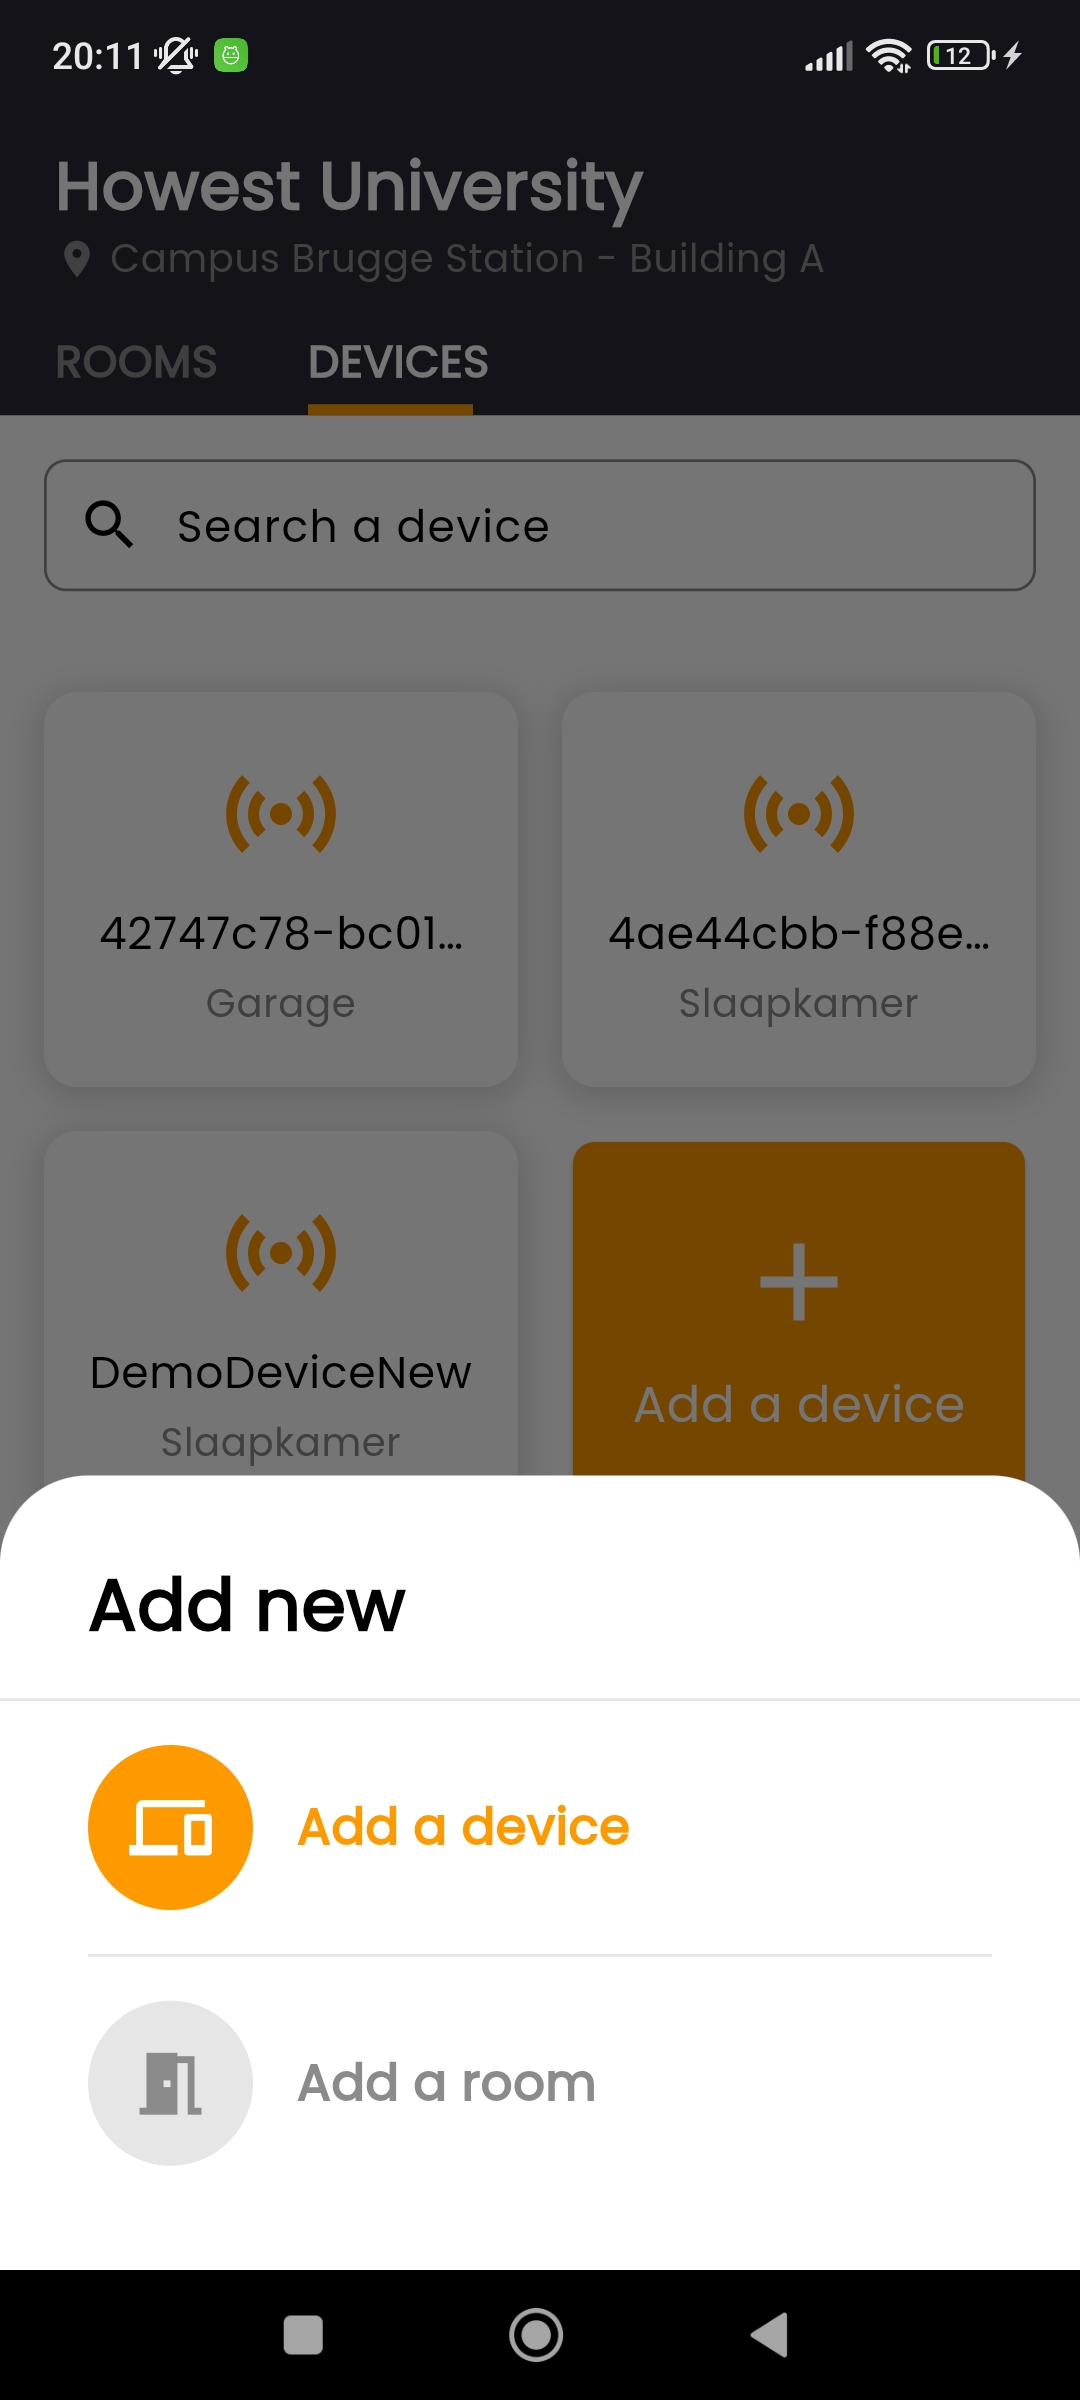 20:11
12
Howest University
Campus Brugge Station - Building A
ROOMS DEVICES
Search a device
42747c78-bc01...
Garage
4ae44cbb-f88e...
Slaapkamer
DemoDeviceNew
Slaapkamer
Add a device
Add new
Add a device
Add a room